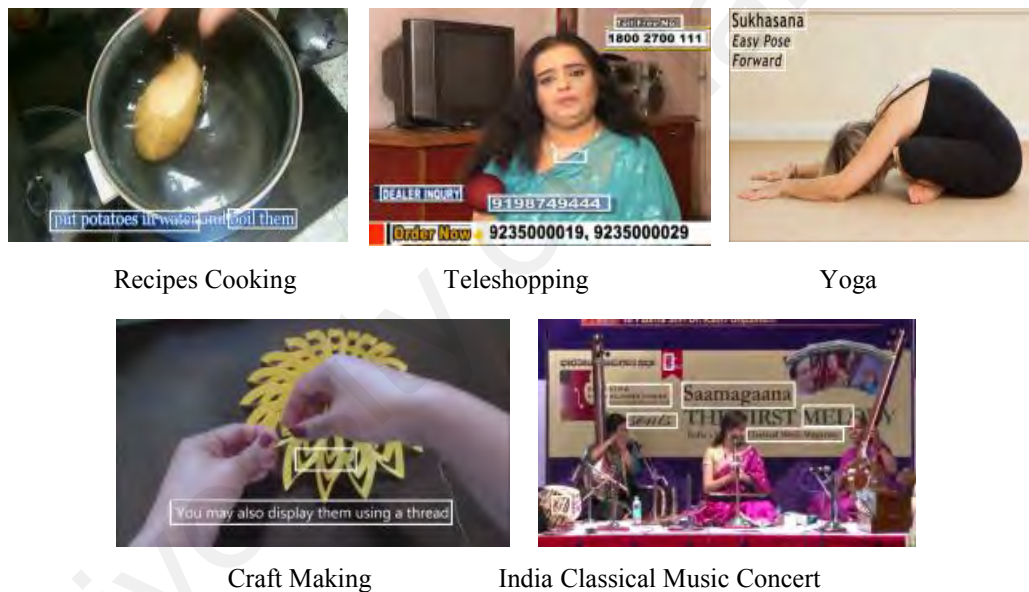 put potatoes in water and boil them
Toll Free No.
1800 2700 111
DEALER INQURY
9198749444
Order Now 9235000019, 9235000029
Sukhasana
Easy Pose
Forward
Recipes Cooking Teleshopping Yoga
You may also display them using a thread
Saamagaana
THE FIRST MELODY
Craft Making India Classical Music Concert